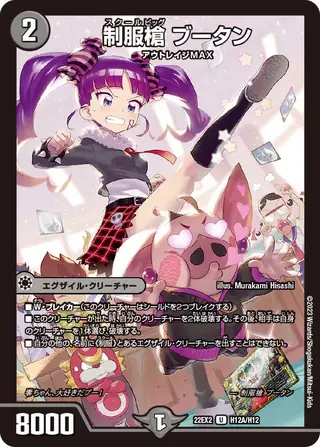 2
スクールピッグ
制服槍 ブータン
アウトレイジMAX
illus. Murakami Hisashi
エグザイル・クリーチャー
W・ブレイカー(このクリーチャーはシールドを2つブレイクする)
このクリーチャーが出た時、自分のクリーチャーを2体破壊する。その後、相手は自身
のクリーチャーを1体選び、破壊する。
自分の他の、名前に《制服》とあるエグザイル・クリーチャーを出すことはできない。
零ちゃん、大好きだブー!
制服槍 ブータン
8000
22EX2 U H12A/H12
©2023 Wizards/Shogakukan/Mitsui-Kids